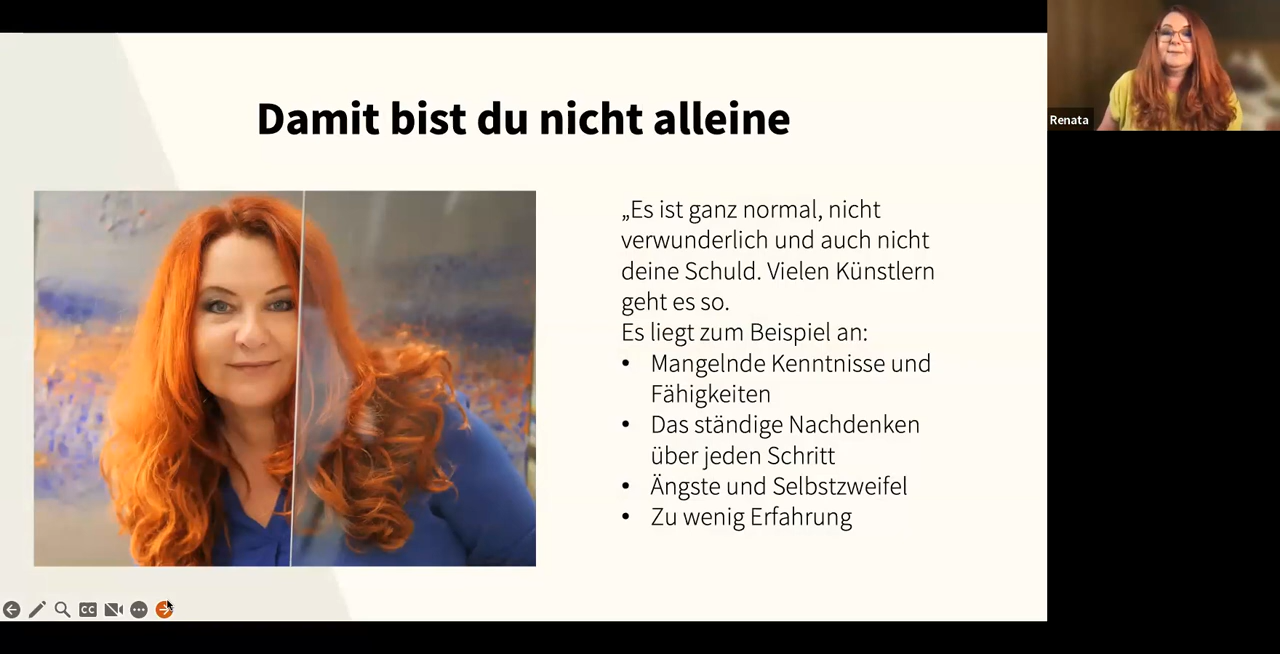 Damit bist du nicht alleine
„Es ist ganz normal, nicht
verwunderlich und auch nicht
deine Schuld. Vielen Künstlern
geht es so.
Es liegt zum Beispiel an:
• Mangelnde Kenntnisse und
Fähigkeiten
• Das ständige Nachdenken
über jeden Schritt
• Ängste und Selbstzweifel
• Zu wenig Erfahrung
Renata
CC